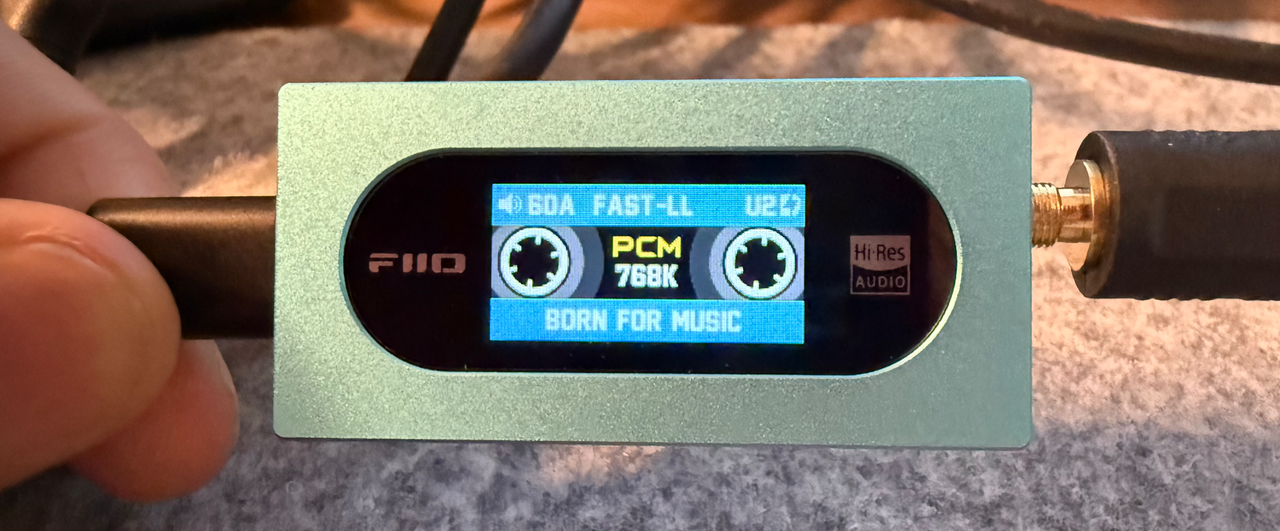 FIIO
60A FAST-LL U2
PCM
768K
BORN FOR MUSIC
Hi-Res
AUDIO